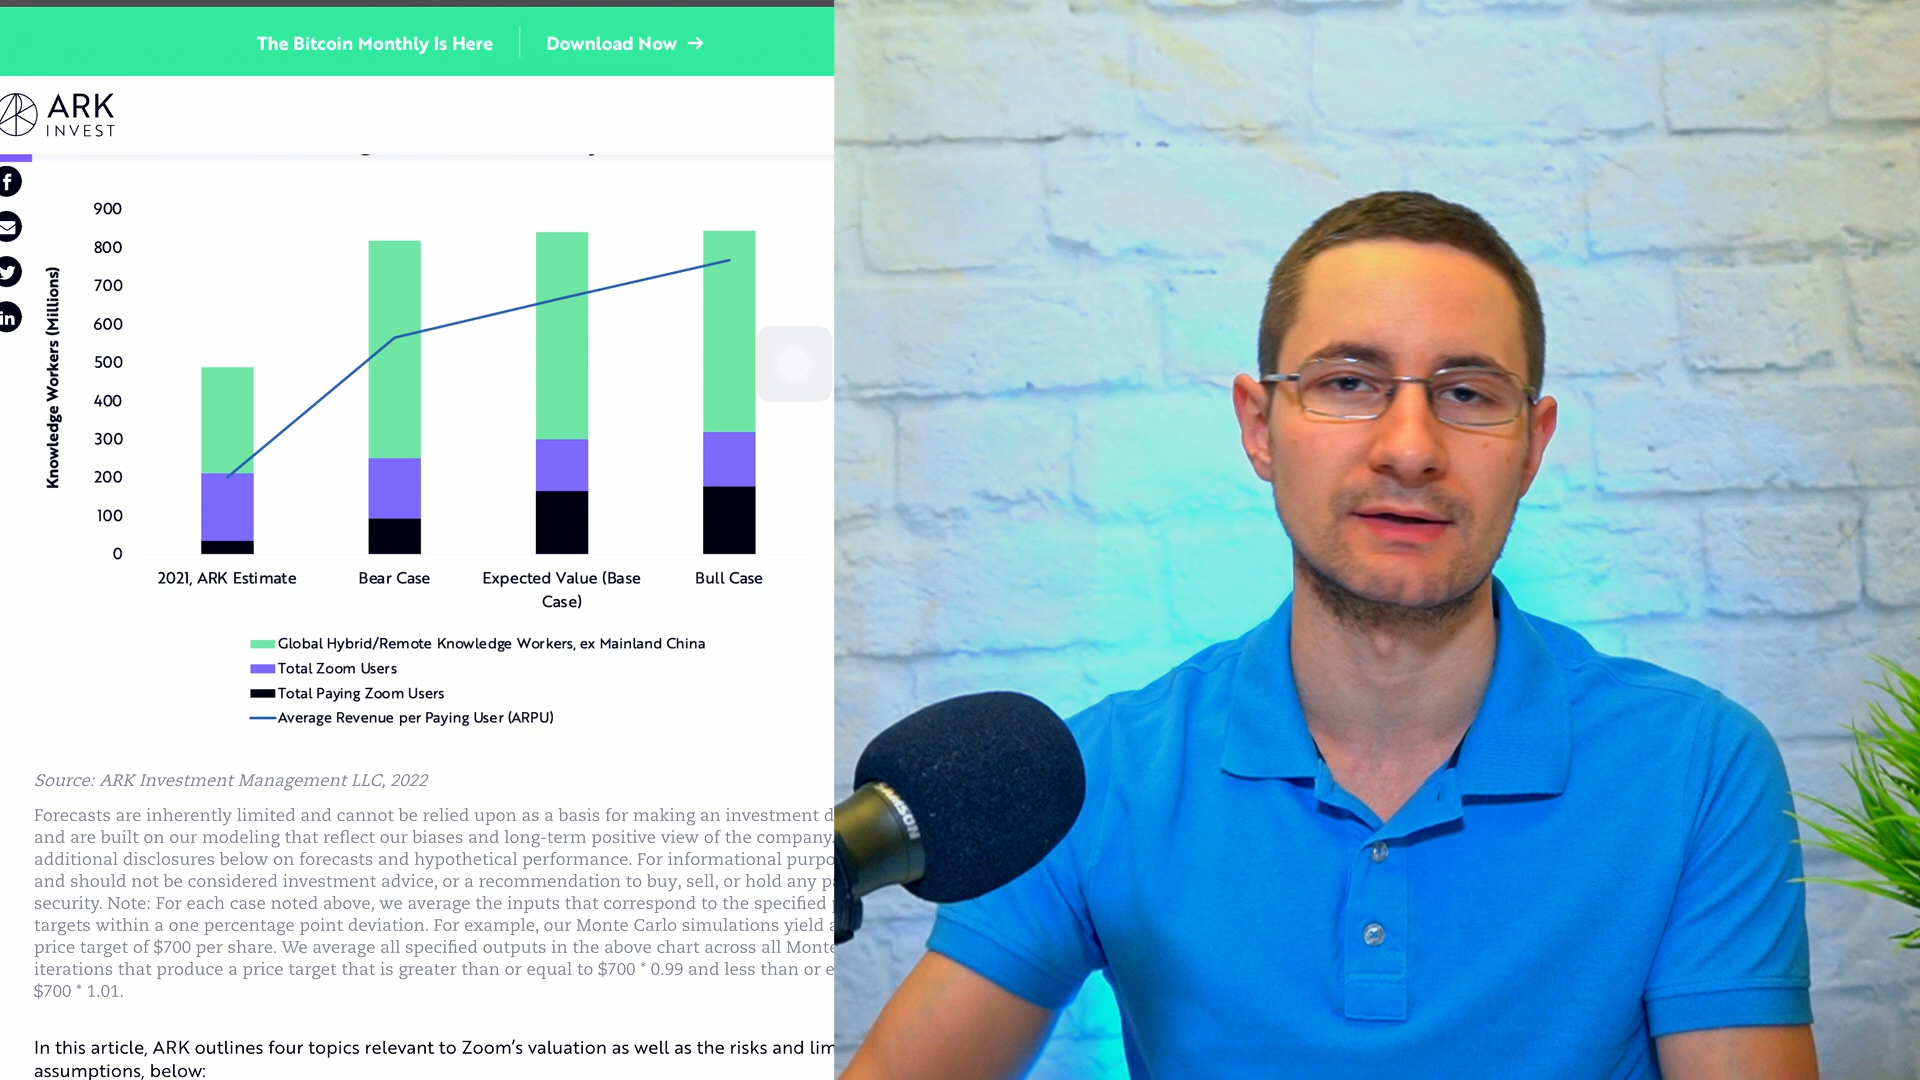 The Bitcoin Monthly Is Here
Download Now →
ARK
INVEST
900
800
700
600
500
400
300
200
100
0
Knowledge Workers (Millions)
2021, ARK Estimate
Bear Case
Expected Value (Base
Case)
Bull Case
Global Hybrid/Remote Knowledge Workers, ex Mainland China
Total Zoom Users
Total Paying Zoom Users
Average Revenue per Paying User (ARPU)
Source: ARK Investment Management LLC, 2022
Forecasts are inherently limited and cannot be relied upon as a basis for making an investment
and are built on our modeling that reflect our biases and long-term positive view of the company.
additional disclosures below on forecasts and hypothetical performance. For informational
and should not be considered investment advice, or a recommendation to buy, sell, or hold any
security. Note: For each case noted above, we average the inputs that correspond to the specified
targets within a one percentage point deviation. For example, our Monte Carlo simulations yield
price target of $700 per share. We average all specified outputs in the above chart across all Monte
iterations that produce a price target that is greater than or equal to $700 * 0.99 and less than or
$700 * 1.01.
In this article, ARK outlines four topics relevant to Zoom's valuation as well as the risks and
assumptions, below:
SAMSON